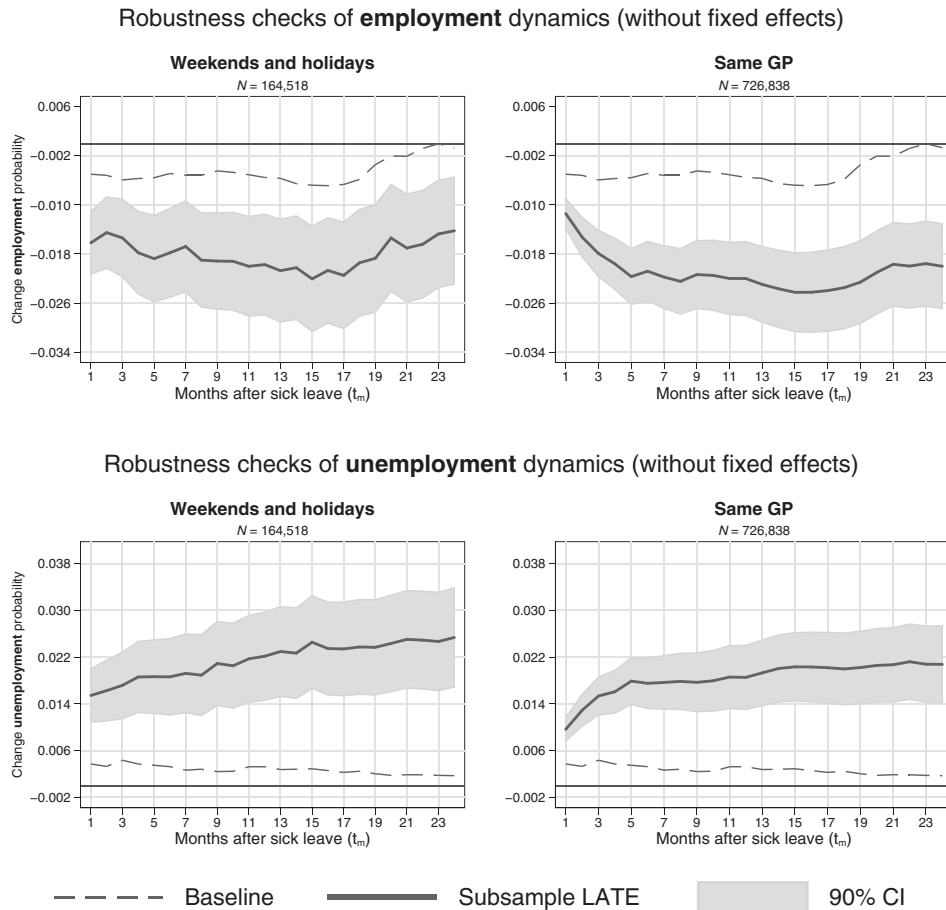 Robustness checks of employment dynamics (without fixed effects)
Weekends and holidays
N = 164,518
Same GP
N = 726,838
Change employment probability
0.006
−0.002
−0.010
−0.018
−0.026
−0.034
0.006
−0.002
−0.010
−0.018
−0.026
−0.034
1 3 5 7 9 11 13 15 17 19 21 23
1 3 5 7 9 11 13 15 17 19 21 23
Months after sick leave (tm)
Months after sick leave (tm)
Robustness checks of unemployment dynamics (without fixed effects)
Weekends and holidays
N = 164,518
Same GP
N = 726,838
Change unemployment probability
0.038
0.030
0.022
0.014
0.006
−0.002
0.038
0.030
0.022
0.014
0.006
−0.002
1 3 5 7 9 11 13 15 17 19 21 23
1 3 5 7 9 11 13 15 17 19 21 23
Months after sick leave (tm)
Months after sick leave (tm)
Baseline Subsample LATE 90% CI